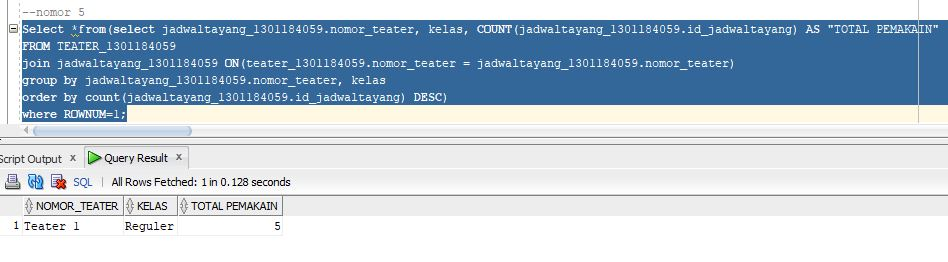 --nomor 5
Select *from(select jadwaltayang_1301184059.nomor_teater, kelas, COUNT(jadwaltayang_1301184059.id_jadwaltayang) AS "TOTAL PEMAKAIN"
FROM TEATER_1301184059
join jadwaltayang_1301184059 ON(teater_1301184059.nomor_teater = jadwaltayang_1301184059.nomor_teater)
group by jadwaltayang_1301184059.nomor_teater, kelas
order by count(jadwaltayang_1301184059.id_jadwaltayang) DESC)
where ROWNUM=1;
Script Output x Query Result x
SQL | All Rows Fetched: 1 in 0.128 seconds
NOMOR_TEATER KELAS TOTAL PEMAKAIN
1 Teater 1 Reguler 5